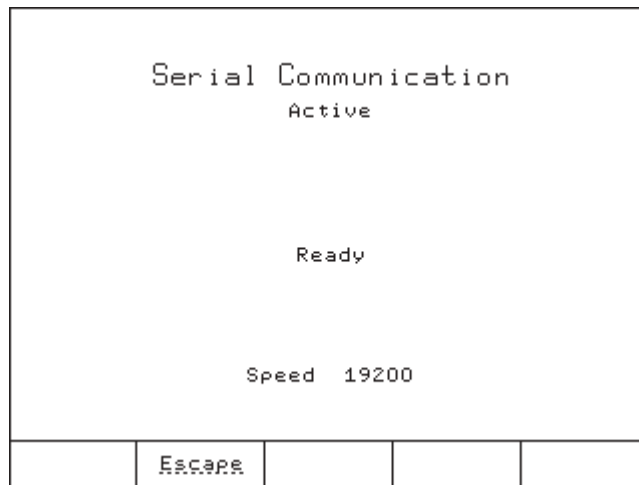 Serial Communication
Active
Ready
Speed 19200
Escape